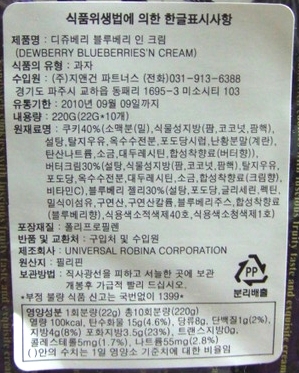 식품위생법에 의한 한글표시사항
제품명 : 디쥬베리 블루베리 인 크림
(DEWBERRY BLUEBERRIES'N CREAM)
식품의 유형 : 과자
수입원 : (주)지앤건 파트너스 (전화)031-913-6388
경기도 파주시 교하읍 동패리 1695-3 미소시티 103
유통기한 : 2010년 09월 09일까지
내용량 : 220G(22g*10개)
원재료명 : 쿠키40%(소맥분(밀), 식물성지방(팜, 코코넛, 팜핵),
설탕, 탈지우유, 옥수수전분, 포도당시럽, 난황분말(계란),
탄산나트륨, 소금, 대두레시틴, 합성착향료(버터향)),
버터크림30%(설탕, 식물성지방(팜, 코코넛, 팜핵), 탈지우유,
포도당, 옥수수전분, 소금, 대두레시틴, 합성착향료(크림향),
비타민C), 블루베리 젤리30%(설탕, 포도당, 글리세린, 펙틴,
밀식이섬유, 구연산, 구연산칼륨, 블루베리주스, 합성착향료
(블루베리향), 식용색소적색제40호, 식용색소청색제1호)
포장재질 : 폴리프로필렌
반품 및 교환처 : 구입처 및 수입원
제조회사 : UNIVERSAL ROBINA CORPORATION
원산지 : 필리핀
보관방법 : 직사광선을 피하고 서늘한 곳에 보관
개봉후 가급적 빨리 드십시오
*부정 불량 식품 신고는 국번없이 1399*
PP
분리배출
영양성분 1회분량(22g) 총10회분량(220g)
열량 100kcal, 탄수화물 15g(4.6%), 당류8g, 단백질1g(2%),
지방4g(8%) 포화지방3.5g(23%), 트랜스지방0g,
콜레스테롤5mg(1.7%), 나트륨55mg(2.8%)
( )안의 수치는 1일 영양소 기준치에 대한 비율임